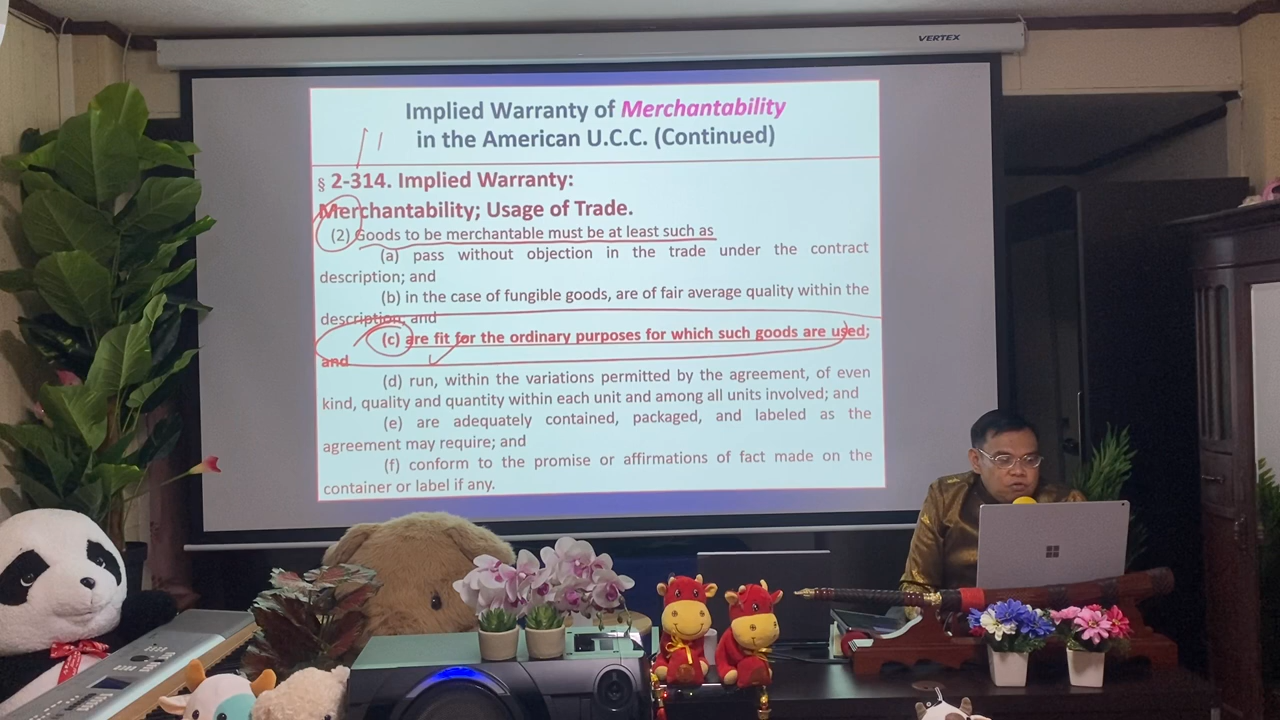 VERTEX
Implied Warranty of Merchantability
in the American U.C.C. (Continued)
§ 2-314. Implied Warranty:
Merchantability; Usage of Trade.
(2) Goods to be merchantable must be at least such as
(a) pass without objection in the trade under the contract
description; and
(b) in the case of fungible goods, are of fair average quality within the
description; and
(c) are fit for the ordinary purposes for which such goods are used;
and
(d) run, within the variations permitted by the agreement, of even
kind, quality and quantity within each unit and among all units involved; and
(e) are adequately contained, packaged, and labeled as the
agreement may require; and
(f) conform to the promise or affirmations of fact made on the
container or label if any.